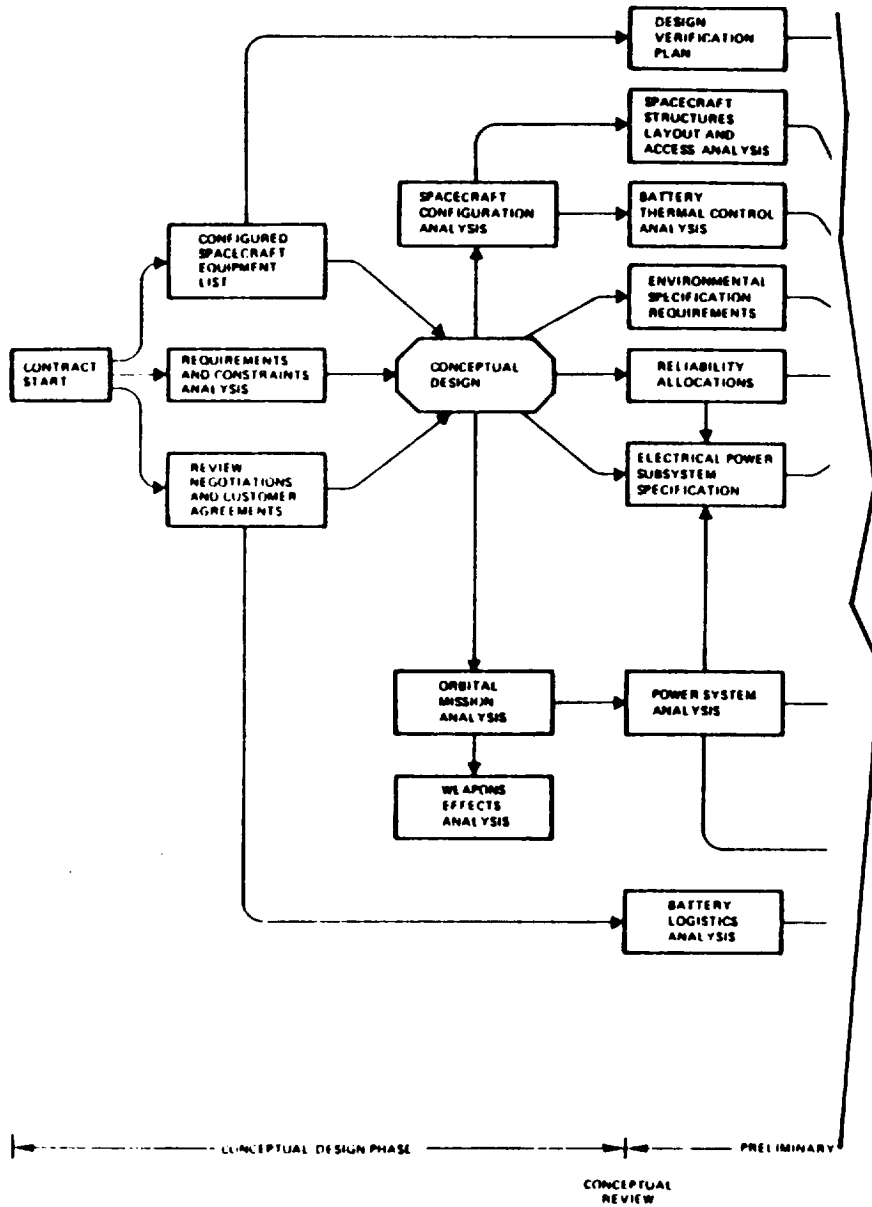 DESIGN
VERIFICATION
PLAN
SPACECRAFT
STRUCTURES
LAYOUT AND
ACCESS ANALYSIS
SPACECRAFT
CONFIGURATION
ANALYSIS
BATTERY
THERMAL CONTROL
ANALYSIS
CONFIGURED
SPACECRAFT
EQUIPMENT
LIST
ENVIRONMENTAL
SPECIFICATION
REQUIREMENTS
CONTRACT
START
REQUIREMENTS
AND CONSTRAINTS
ANALYSIS
CONCEPTUAL
DESIGN
RELIABILITY
ALLOCATIONS
REVIEW
NEGOTIATIONS
AND CUSTOMER
AGREEMENTS
ELECTRICAL POWER
SUBSYSTEM
SPECIFICATION
ORBITAL
MISSION
ANALYSIS
POWER SYSTEM
ANALYSIS
WEAPONS
EFFECTS
ANALYSIS
BATTERY
LOGISTICS
ANALYSIS
CONCEPTUAL DESIGN PHASE
PRELIMINARY
CONCEPTUAL
REVIEW